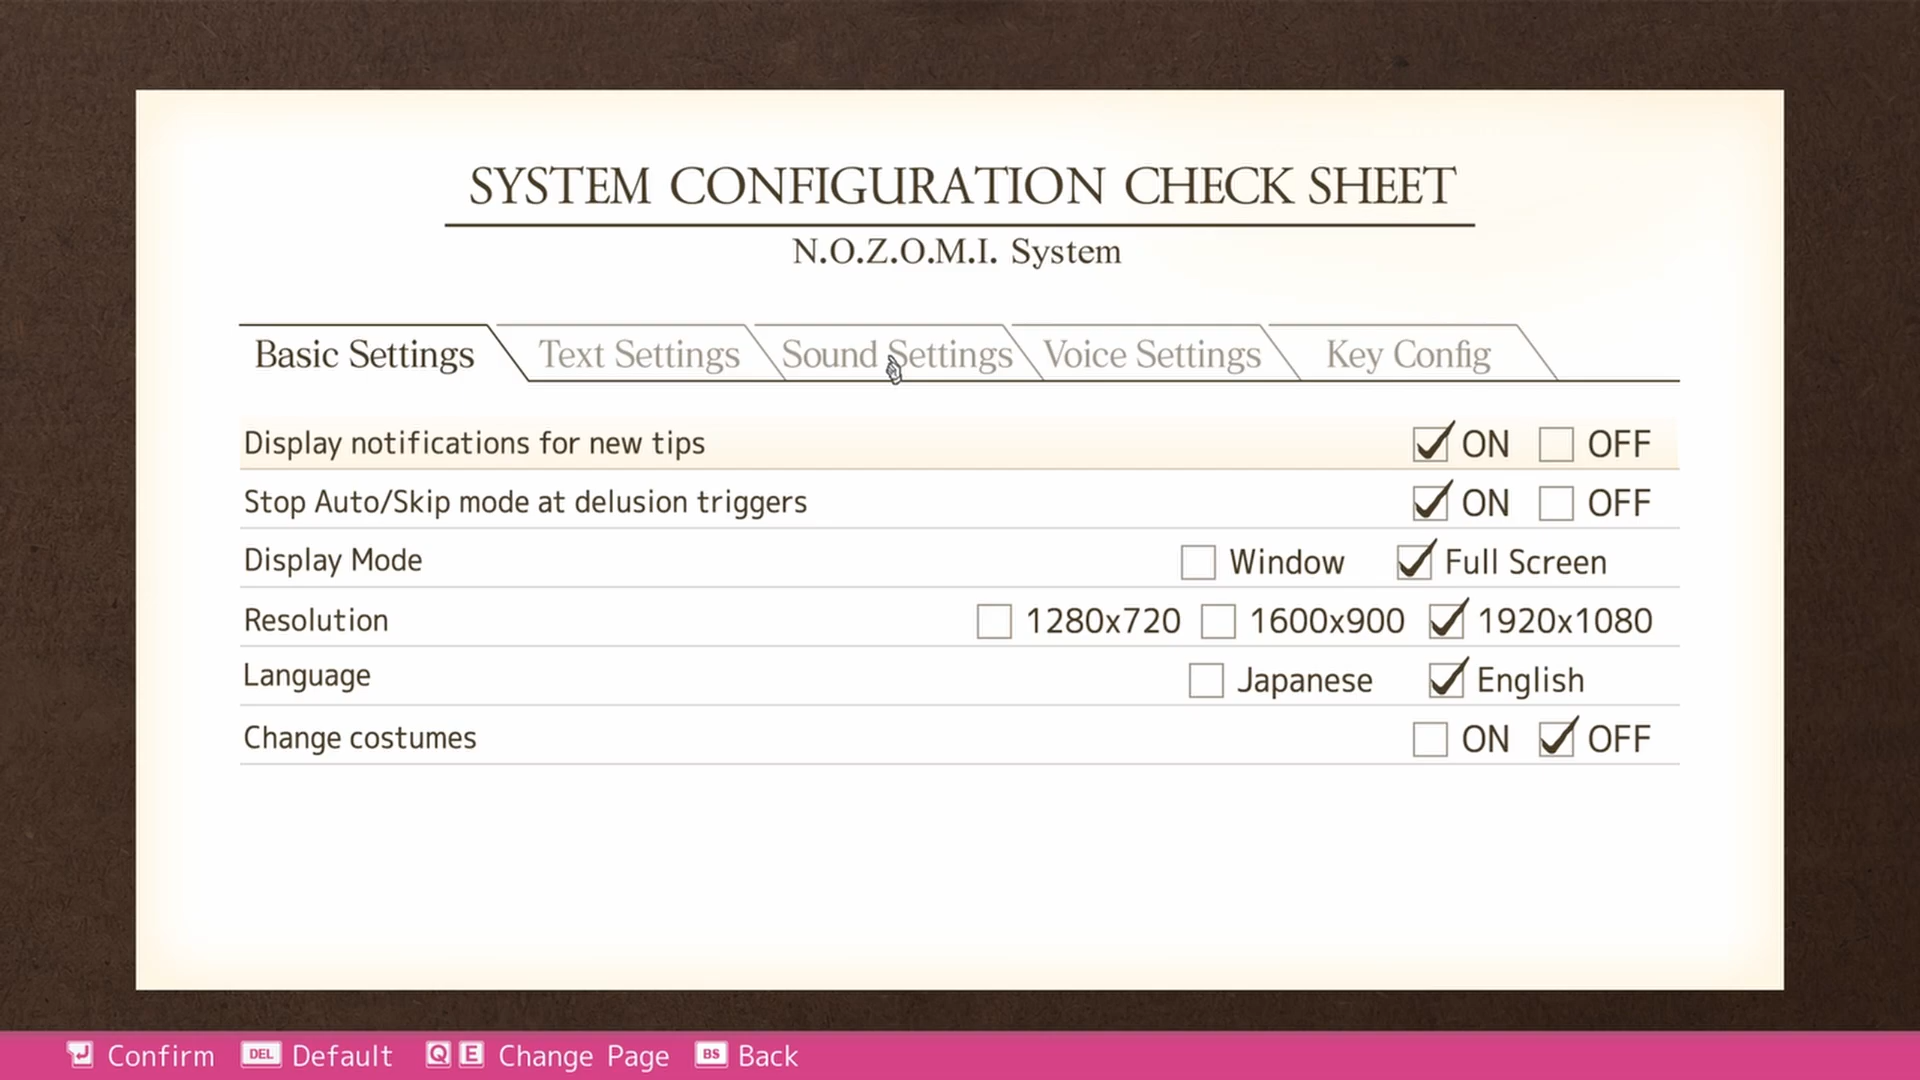 SYSTEM CONFIGURATION CHECK SHEET
N.O.Z.O.M.I. System
Basic Settings Text Settings Sound Settings Voice Settings Key Config
Display notifications for new tips ON OFF
Stop Auto/Skip mode at delusion triggers ON OFF
Display Mode Window Full Screen
Resolution 1280x720 1600x900 1920x1080
Language Japanese English
Change costumes ON OFF
Confirm DEL Default Q E Change Page BS Back